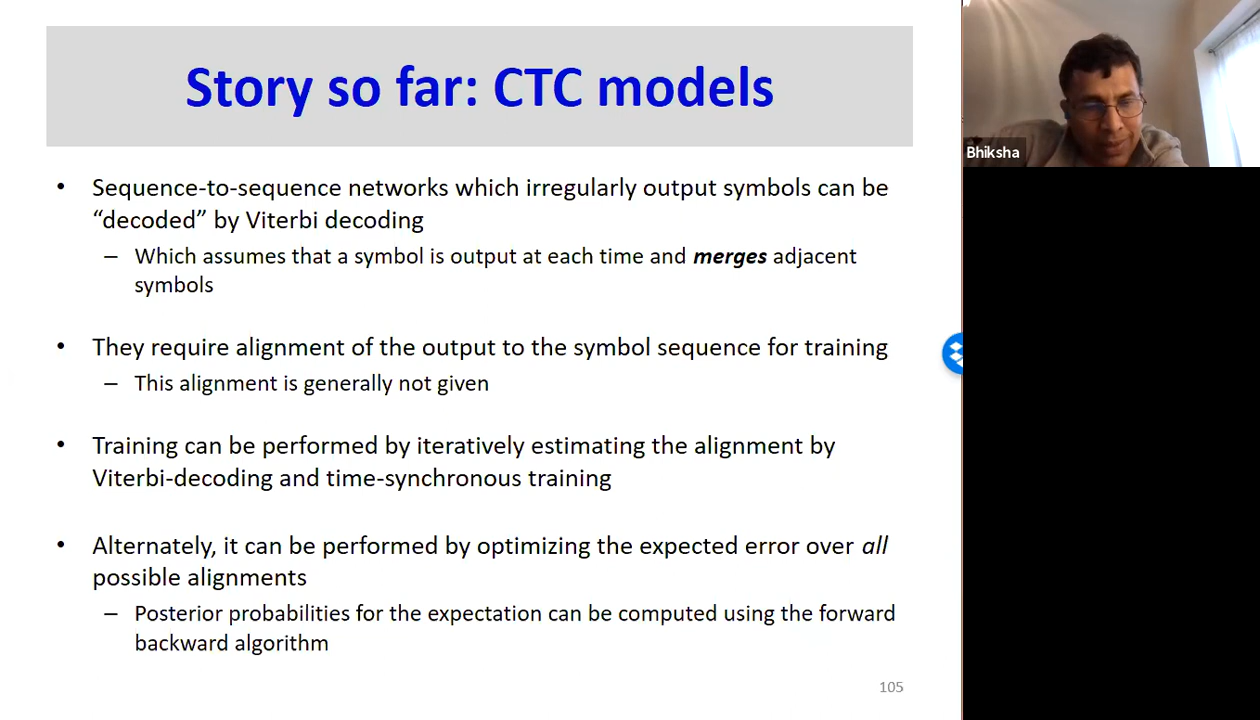 Story so far: CTC models
• Sequence-to-sequence networks which irregularly output symbols can be
“decoded” by Viterbi decoding
– Which assumes that a symbol is output at each time and merges adjacent
symbols
• They require alignment of the output to the symbol sequence for training
– This alignment is generally not given
• Training can be performed by iteratively estimating the alignment by
Viterbi-decoding and time-synchronous training
• Alternately, it can be performed by optimizing the expected error over all
possible alignments
– Posterior probabilities for the expectation can be computed using the forward
backward algorithm
105
Bhiksha